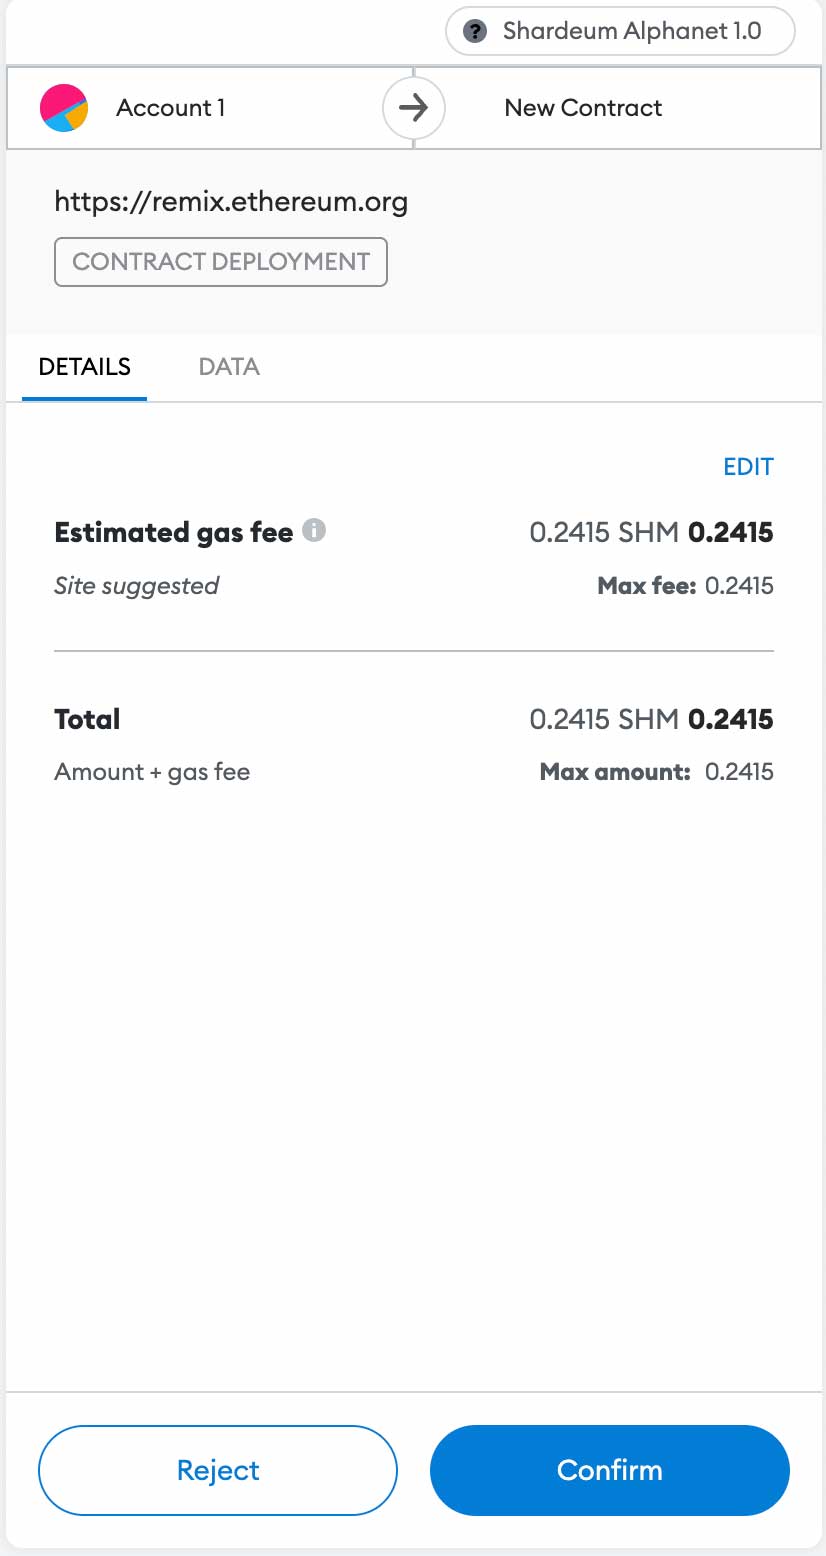 Shardeum Alphanet 1.0
Account 1
New Contract
https://remix.ethereum.org
CONTRACT DEPLOYMENT
DETAILS
DATA
EDIT
Estimated gas fee 0.2415 SHM 0.2415
Site suggested Max fee: 0.2415
Total 0.2415 SHM 0.2415
Amount + gas fee Max amount: 0.2415
Reject
Confirm